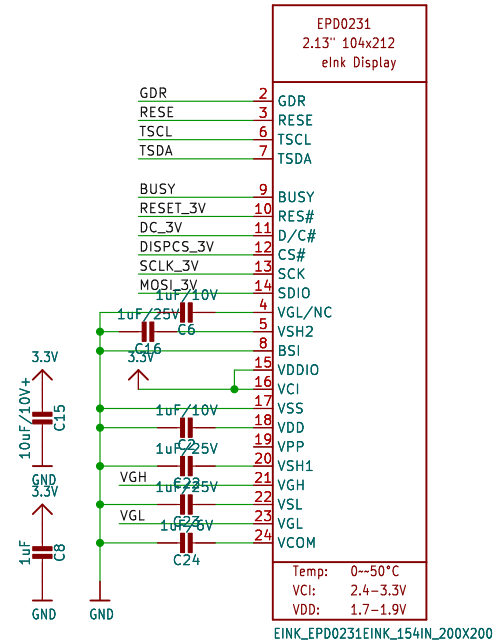 EPD0231
2.13" 104x212
eInk Display
GDR 2 GDR
RESE 3 RESE
TSCL 6 TSCL
TSDA 7 TSDA
BUSY 9 BUSY
RESET_3V 10 RES#
DC_3V 11 D/C#
DISPCS_3V 12 CS#
SCLK_3V 13 SCK
MOSI_3V 14 SDIO
1uF/10V
4 VGL/NC
1uF/25V
C6
5 VSH2
C16
8 BSI
3.3V
3.3V
15 VDDIO
16 VCI
10uF/10V+
C15
17 VSS
1uF/10V
18 VDD
C2
19 VPP
1uF/25V
20 VSH1
GND
VGH
C22
21 VGH
3.3V
1uF/25V
22 VSL
VGL
C23
23 VGL
1uF/6V
24 VCOM
1uF
C8
C24
Temp: 0~~50°C
VCI: 2.4-3.3V
VDD: 1.7-1.9V
GND
GND
EINK_EPD0231EINK_154IN_200X200